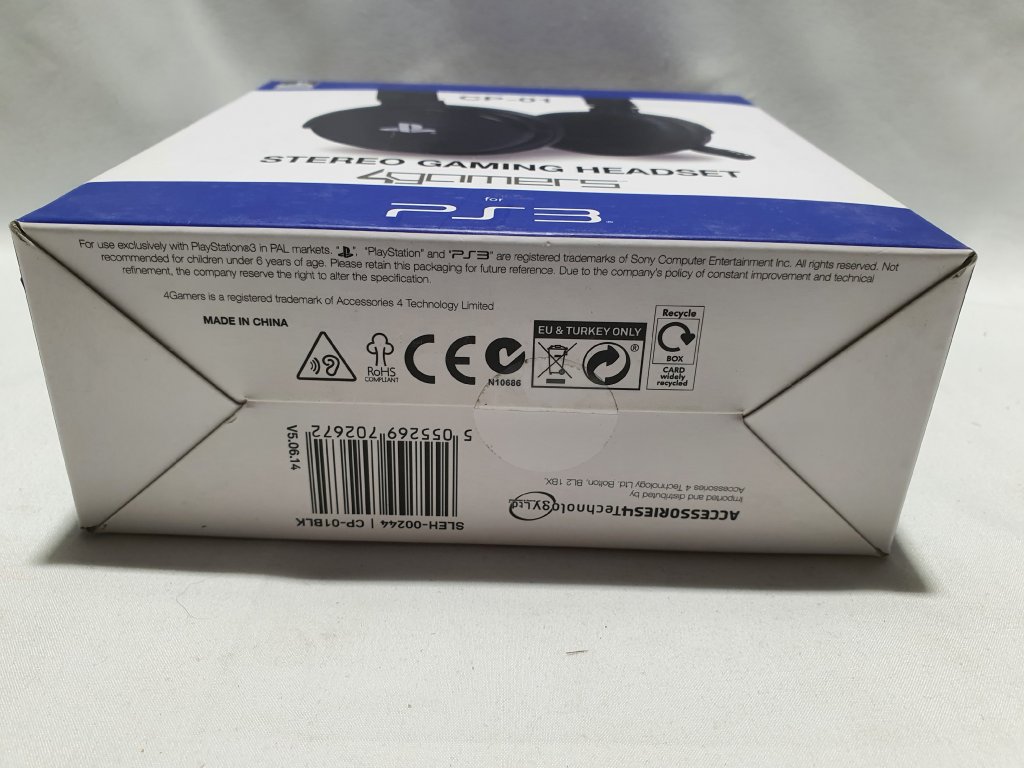 CP-01
STEREO GAMING HEADSET
4gamers
for
PS3
For use exclusively with PlayStation®3 in PAL markets. " ", "PlayStation" and "PS3" are registered trademarks of Sony Computer Entertainment Inc. All rights reserved. Not
recommended for children under 6 years of age. Please retain this packaging for future reference. Due to the company's policy of constant improvement and technical
refinement, the company reserve the right to alter the specification.
4Gamers is a registered trademark of Accessories 4 Technology Limited
MADE IN CHINA
RoHS
COMPLIANT
CE
N10686
EU & TURKEY ONLY
®
Recycle
BOX
CARD
widely
recycled
5 055269 702672
V5.06.14
SLEH-00244 | CP-01BLK
ACCESSORIES4Technology Ltd
Imported and distributed by
Accessories 4 Technology Ltd. Bolton. BL2 1BX.